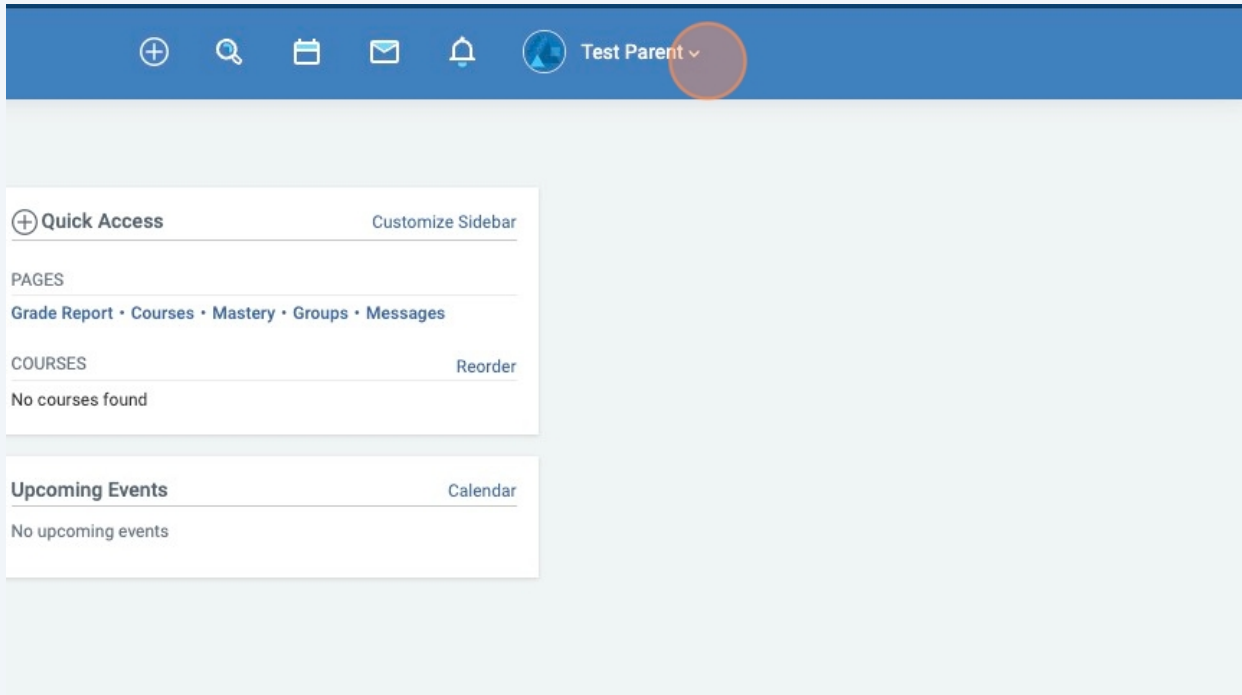 Test Parent
Quick Access
Customize Sidebar
PAGES
Grade Report • Courses • Mastery • Groups • Messages
COURSES
Reorder
No courses found
Upcoming Events
Calendar
No upcoming events